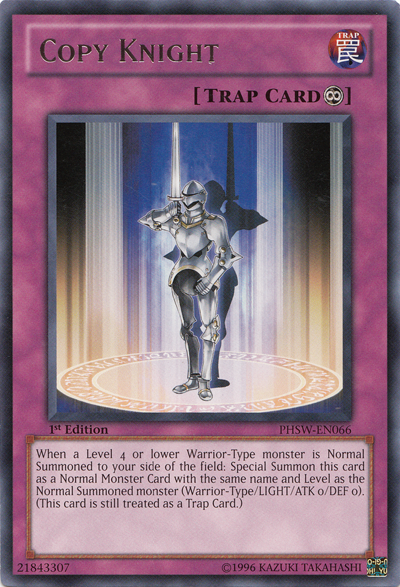 COPY KNIGHT
TRAP
罠
[TRAP CARD]
1st Edition
PHSW-EN066
When a Level 4 or lower Warrior-Type monster is Normal
Summoned to your side of the field: Special Summon this card
as a Normal Monster Card with the same name and Level as the
Normal Summoned monster (Warrior-Type/LIGHT/ATK 0/DEF 0).
(This card is still treated as a Trap Card.)
21843307
©1996 KAZUKI TAKAHASHI